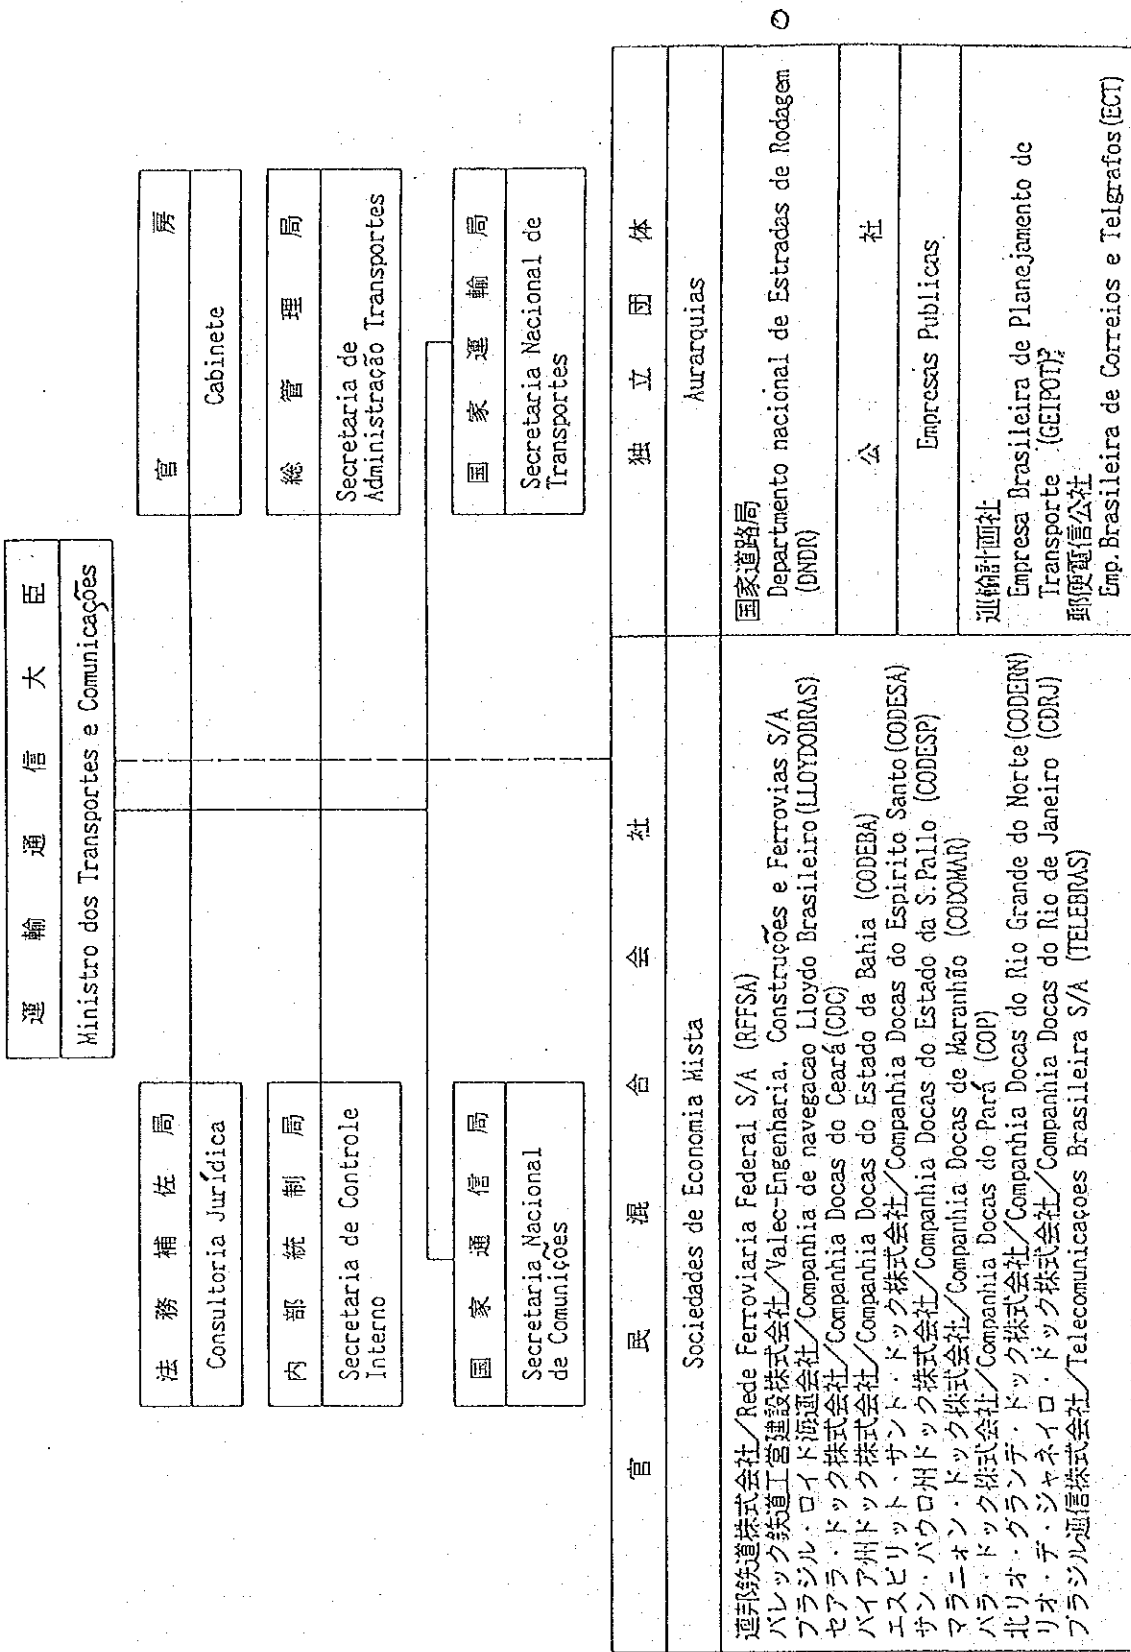 運輸通信大臣
Ministro dos Transportes e Comunicações
法務補佐局
Consultoria Jurídica
官房
Cabinete
内部統制局
Secretaria de Controle
Interno
総管理局
Secretaria de
Administração Transportes
国家通信局
Secretaria Nacional
de Comunições
国家運輸局
Secretaria Nacional de
Transportes
官民混合会社
Sociedades de Economia Mista
連邦鉄道株式会社／Rede Ferroviaria Federal S/A (RFFSA)
バレック鉄道工営建設株式会社／Valec-Engenharia, Construções e Ferrovias S/A
ブラジル・ロイド海運会社／Companhia de navegacao Lloydo Brasileiro (LLOYDOBRAS)
セアラ・ドック株式会社／Companhia Docas do Ceará (CDC)
バイア州ドック株式会社／Companhia Docas do Estado da Bahia (CODEBA)
エスピリット・サンド・ドック株式会社／Companhia Docas do Espirito Santo (CODESA)
サン・パウロ州ドック株式会社／Companhia Docas do Estado da S.Pallo (CODESP)
マラニオン・ドック株式会社／Companhia Docas de Maranhão (CODOMAR)
パラ・ドック株式会社／Companhia Docas do Pará (COP)
北リオ・グランデ・ドック株式会社／Companhia Docas do Rio Grande do Norte (CODERN)
リオ・デ・ジャネイロ・ドック株式会社／Companhia Docas do Rio de Janeiro (CDRJ)
ブラジル通信株式会社／Telecomunicaçoes Brasileira S/A (TELEBRAS)
独立団体
Aurarquias
国家道路局
Departmento nacional de Estradas de Rodagem
(DNDR)
公社
Empresas Publicas
運輸計画社
Empresa Brasileira de Planejamento de
Transporte (GEIPOT)
郵便電信公社
Emp. Brasileira de Correios e Telgrafos (ECT)